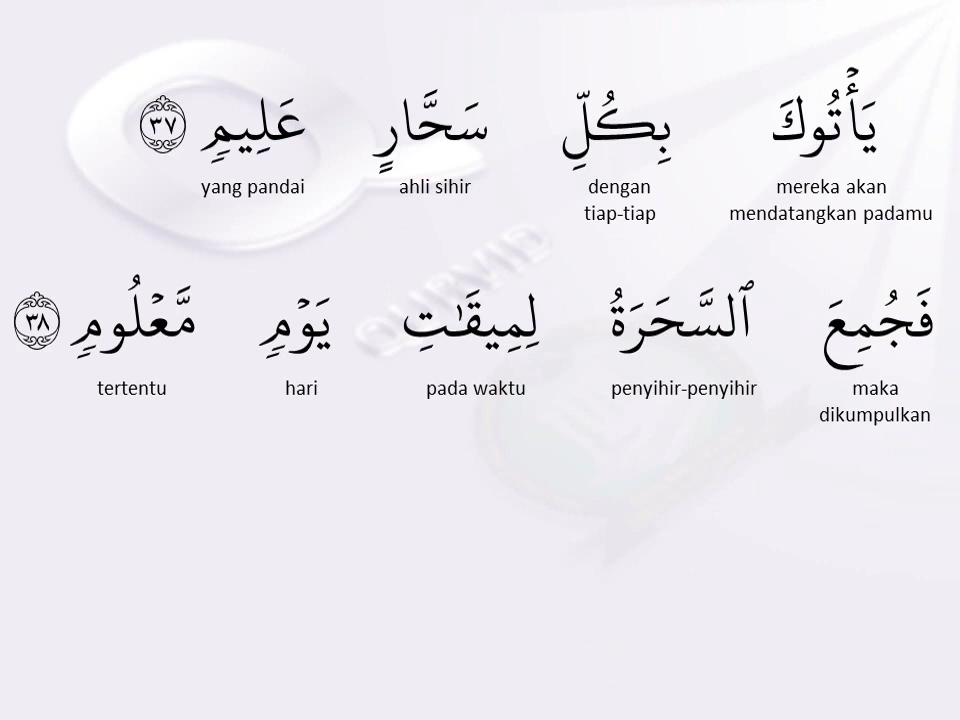 يَأۡتُوكَ بِكُلِّ سَحَّارٍ عَلِيمٖ ٣٧
mereka akan mendatangkan padamu dengan tiap-tiap ahli sihir yang pandai
فَجُمِعَ ٱلسَّحَرَةُ لِمِيقَٰتِ يَوۡمٖ مَّعۡلُومٖ ٣٨
maka dikumpulkan penyihir-penyihir pada waktu hari tertentu
QURVID